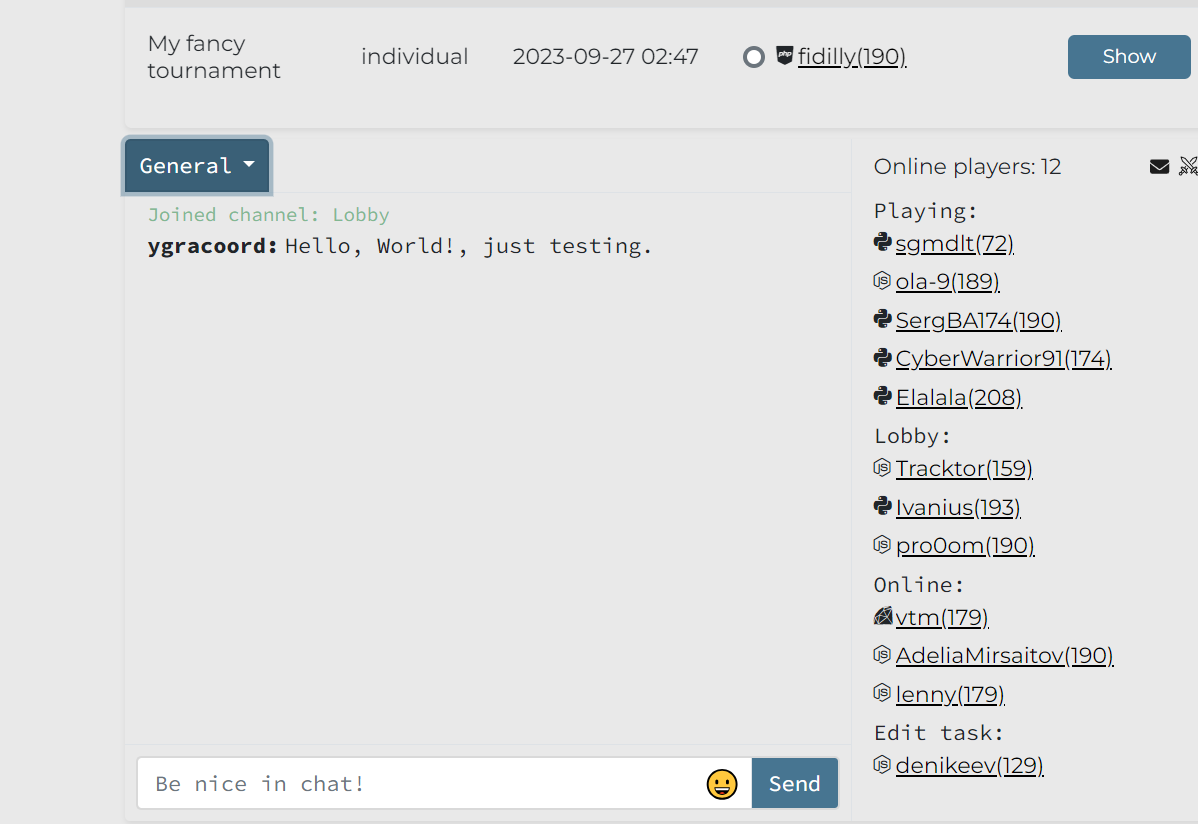 My fancy
tournament
individual
2023-09-27 02:47
php fidilly(190)
Show
General
Joined channel: Lobby
ygracoord: Hello, World!, just testing.
Be nice in chat!
Send
Online players: 12
Playing:
sgmdlt(72)
JS ola-9(189)
SergBA174(190)
CyberWarrior91(174)
Elalala(208)
Lobby:
JS Tracktor(159)
Ivanius(193)
JS pro0om(190)
Online:
vtm(179)
JS AdeliaMirsaitov(190)
JS lenny(179)
Edit task:
JS denikeev(129)